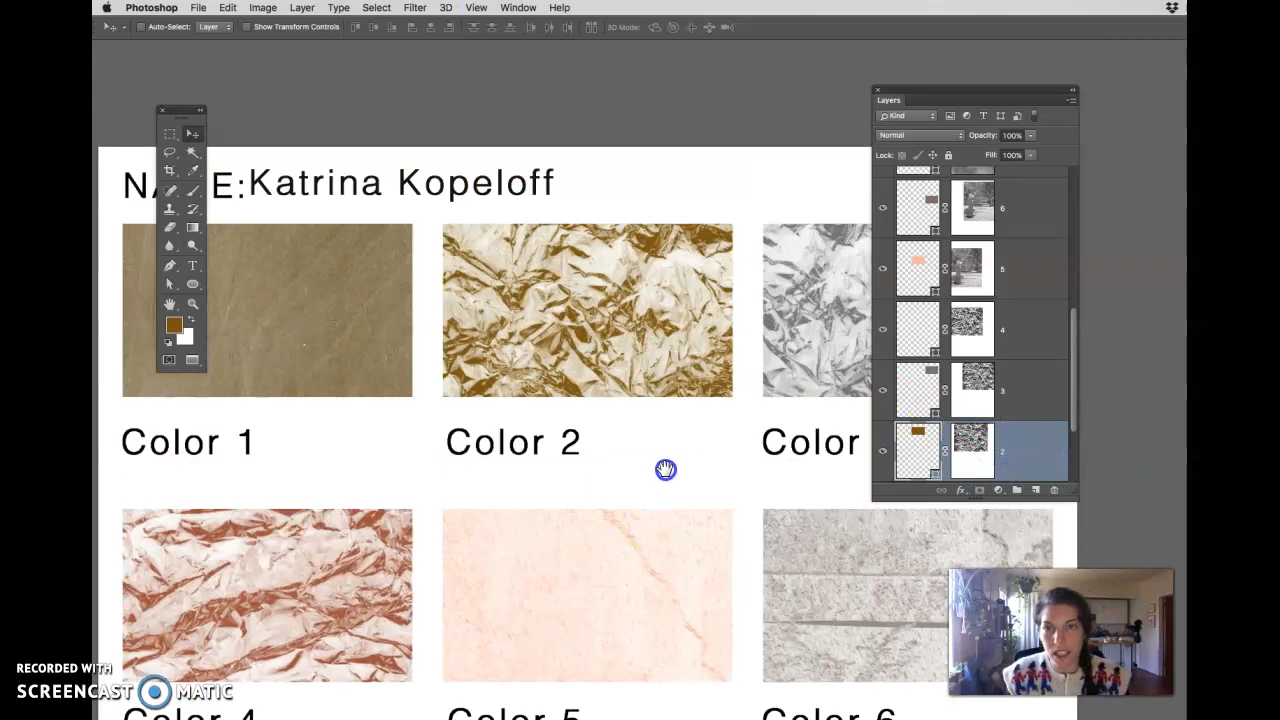 Photoshop File Edit Image Layer Type Select Filter 3D View Window Help
Auto-Select: Layer Show Transform Controls 3D Mode:
Layers
Kind
Normal Opacity: 100%
Lock: Fill: 100%
6
5
4
3
2
E:Katrina Kopeloff
Color 1
Color 2
Color
Color 4
Color 5
Color 6
RECORDED WITH
SCREENCAST MATIC